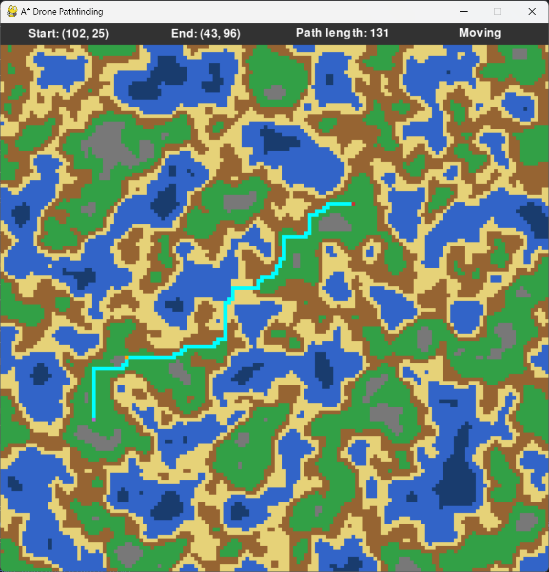 A* Drone Pathfinding
Start: (102, 25) End: (43, 96) Path length: 131 Moving